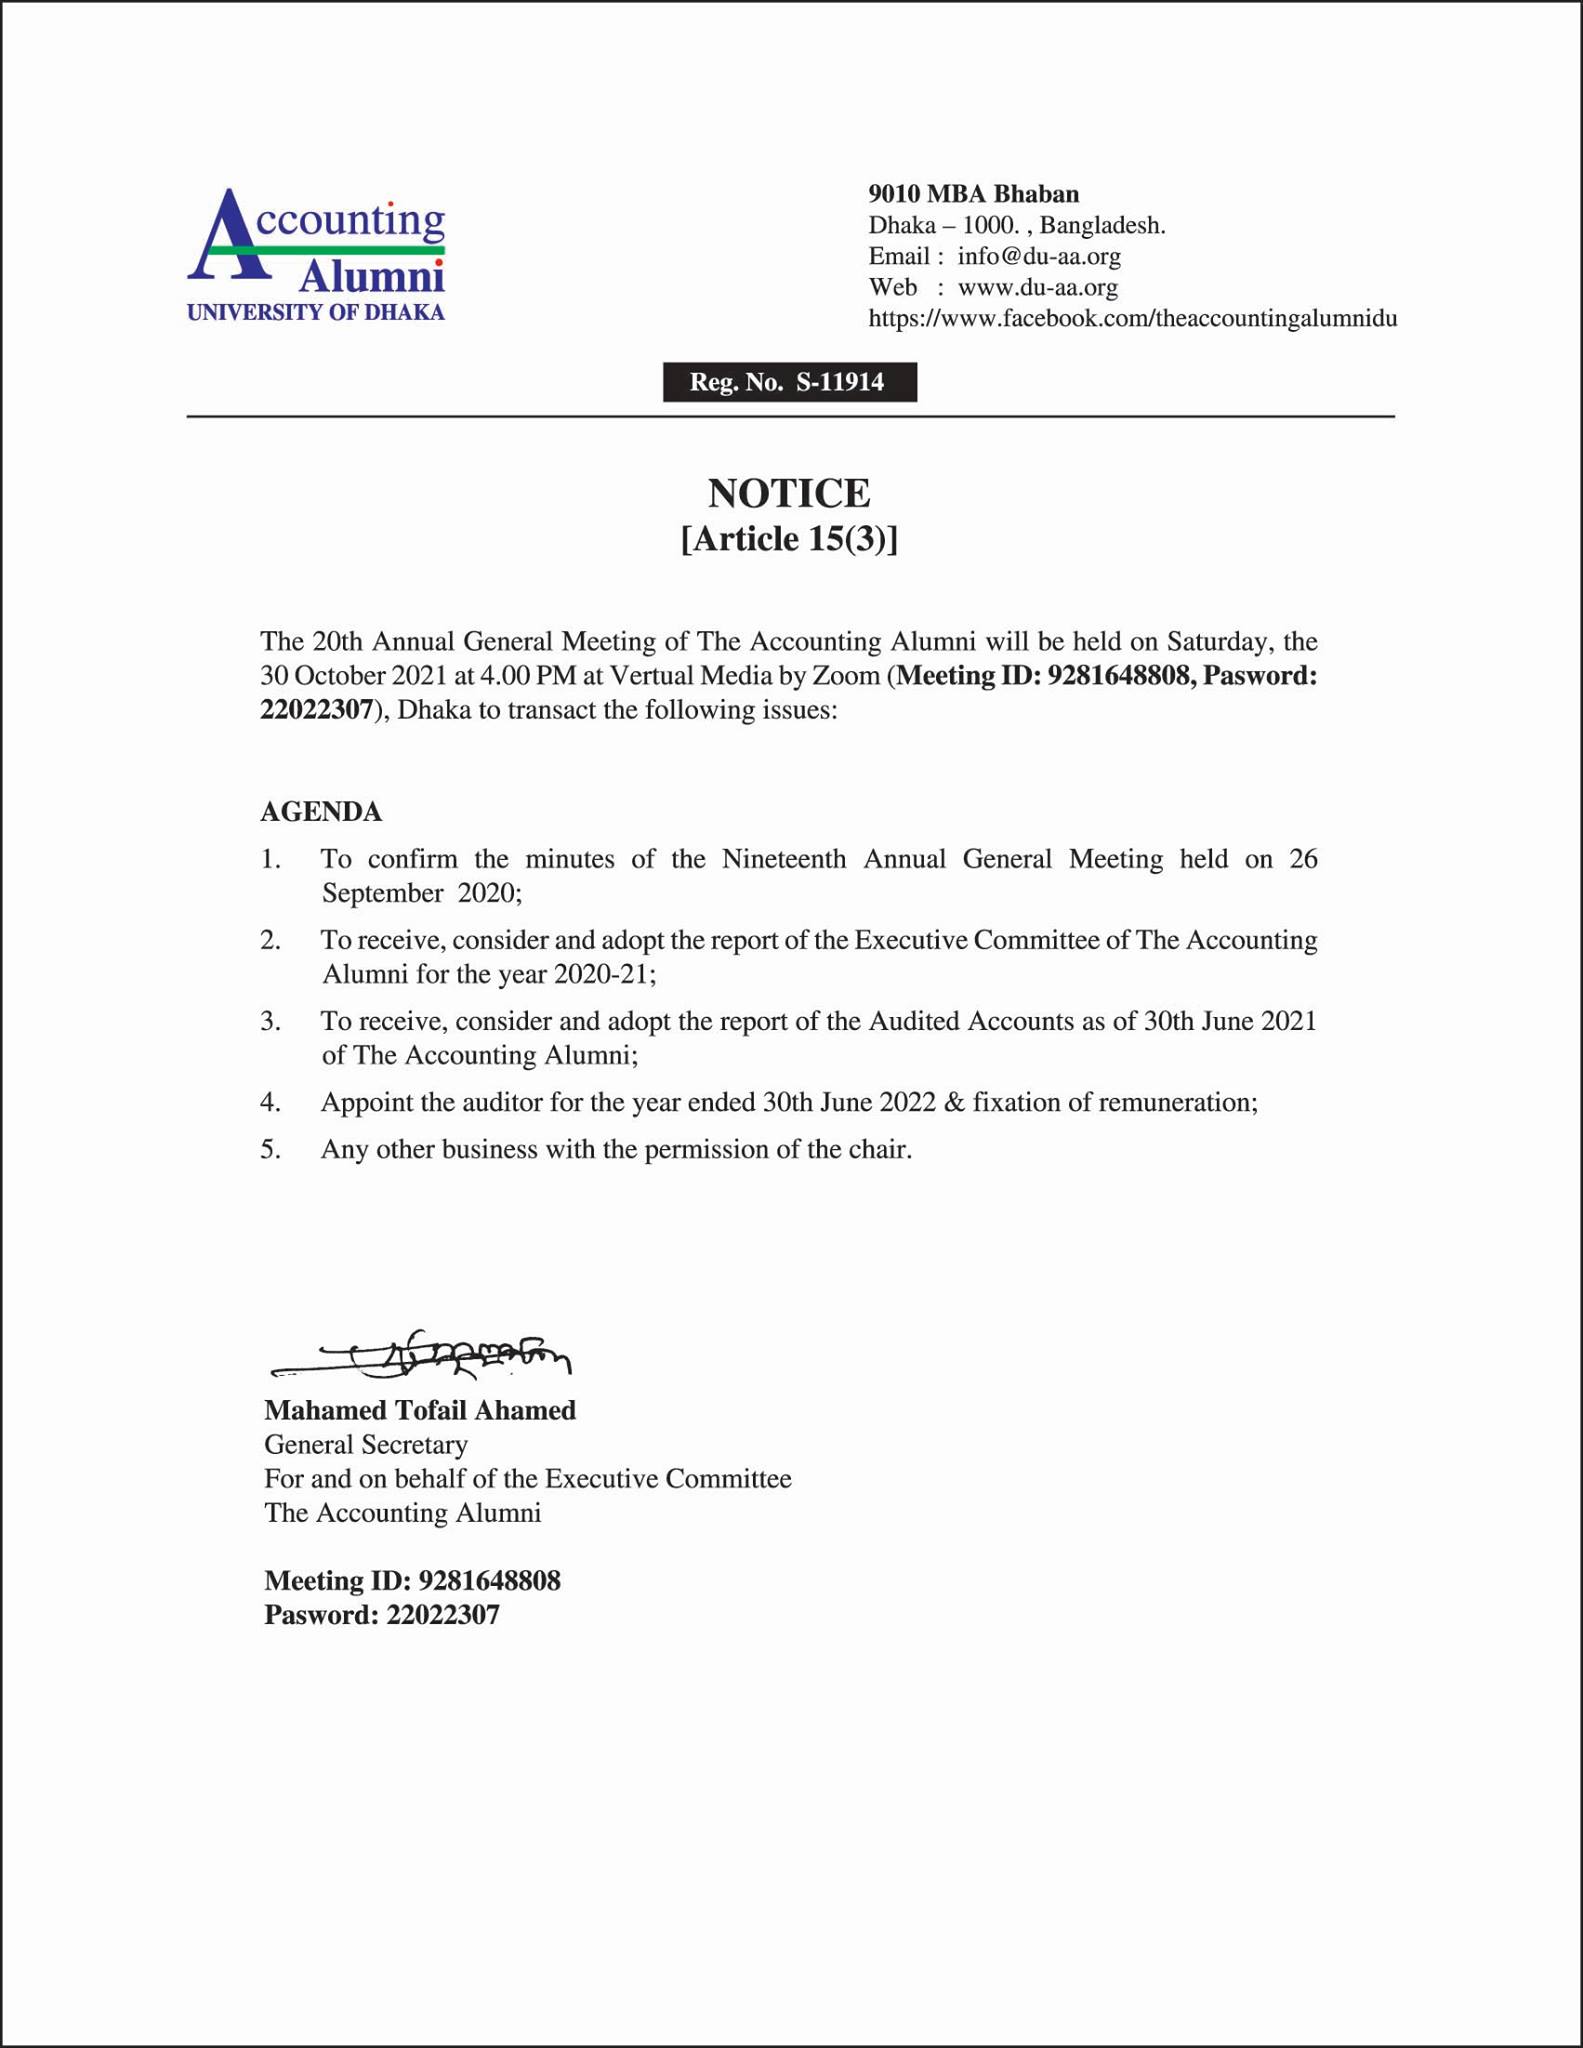 Accounting
Alumni
UNIVERSITY OF DHAKA
9010 MBA Bhaban
Dhaka – 1000. , Bangladesh.
Email : info@du-aa.org
Web : www.du-aa.org
https://www.facebook.com/theaccountingalumnidu
Reg. No. S-11914
NOTICE
[Article 15(3)]
The 20th Annual General Meeting of The Accounting Alumni will be held on Saturday, the
30 October 2021 at 4.00 PM at Vertual Media by Zoom (Meeting ID: 9281648808, Pasword:
22022307), Dhaka to transact the following issues:
AGENDA
1. To confirm the minutes of the Nineteenth Annual General Meeting held on 26
September 2020;
2. To receive, consider and adopt the report of the Executive Committee of The Accounting
Alumni for the year 2020-21;
3. To receive, consider and adopt the report of the Audited Accounts as of 30th June 2021
of The Accounting Alumni;
4. Appoint the auditor for the year ended 30th June 2022 & fixation of remuneration;
5. Any other business with the permission of the chair.
Mahamed Tofail Ahamed
General Secretary
For and on behalf of the Executive Committee
The Accounting Alumni
Meeting ID: 9281648808
Pasword: 22022307